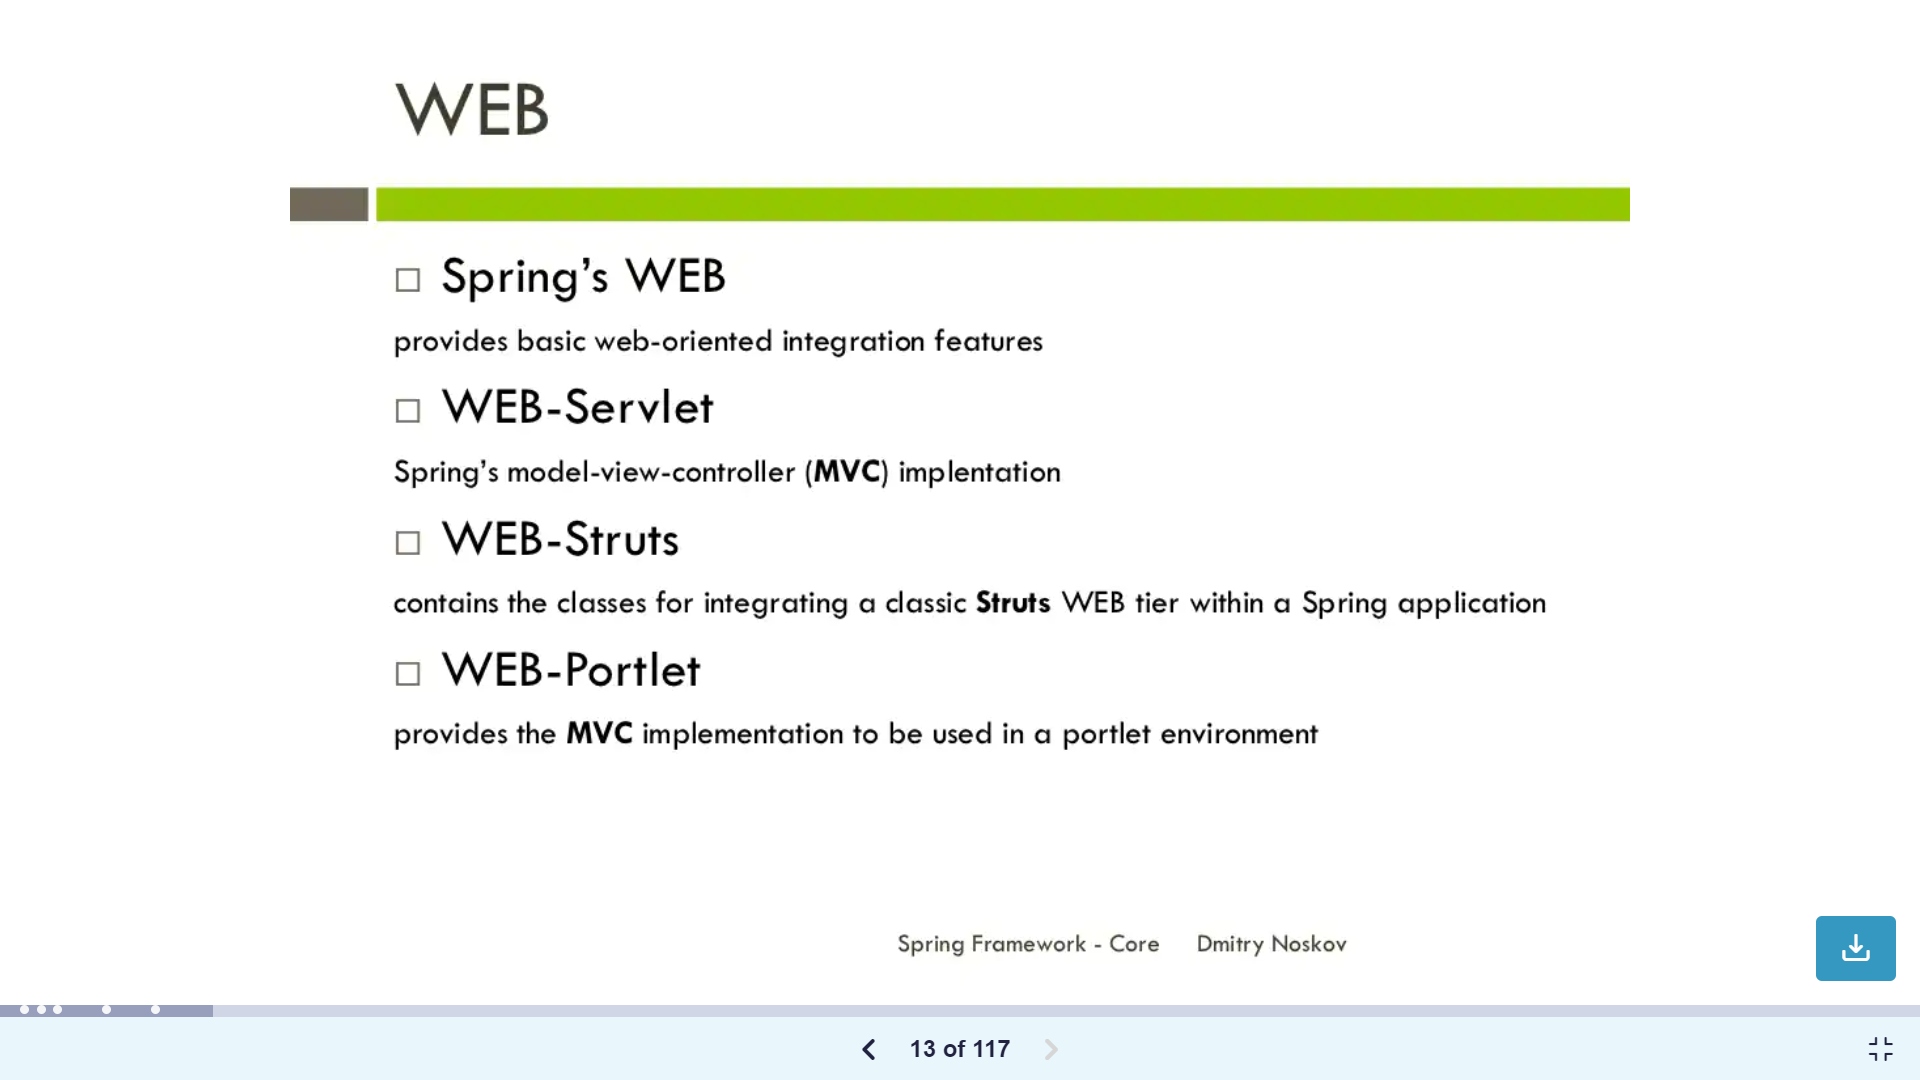 WEB
Spring's WEB
provides basic web-oriented integration features
WEB-Servlet
Spring's model-view-controller (MVC) implentation
WEB-Struts
contains the classes for integrating a classic Struts WEB tier within a Spring application
WEB-Portlet
provides the MVC implementation to be used in a portlet environment
Spring Framework - Core Dmitry Noskov
13 of 117